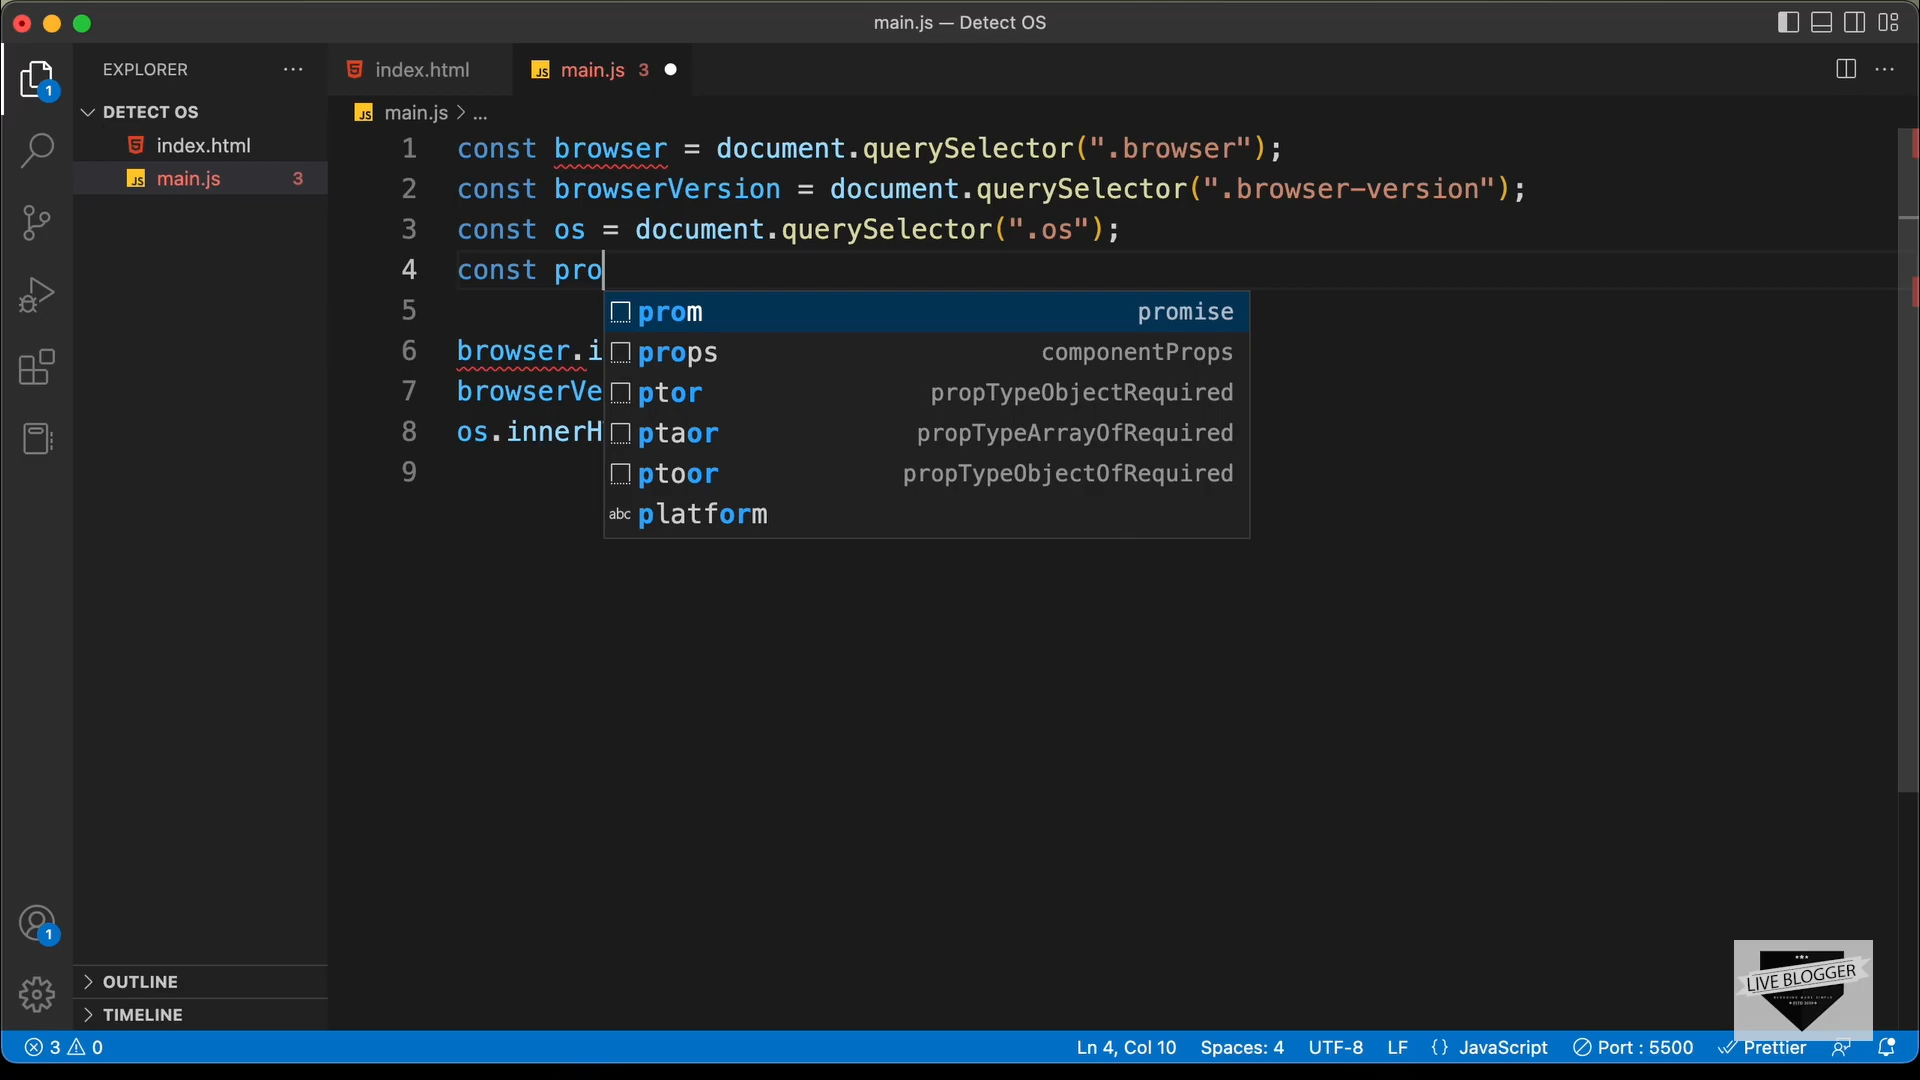 main.js — Detect OS
EXPLORER
index.html
main.js 3
DETECT OS
main.js > ...
index.html
main.js 3
1 const browser = document.querySelector(".browser");
2 const browserVersion = document.querySelector(".browser-version");
3 const os = document.querySelector(".os");
4 const pro
5
6 browser.i
7 browserVe
8 os.innerH
9
prom promise
props componentProps
ptor propTypeObjectRequired
ptaor propTypeArrayOfRequired
ptoor propTypeObjectOfRequired
abc platform
1
1
OUTLINE
TIMELINE
LIVE BLOGGER
3 0 Ln 4, Col 10 Spaces: 4 UTF-8 LF {} JavaScript Port : 5500 Prettier